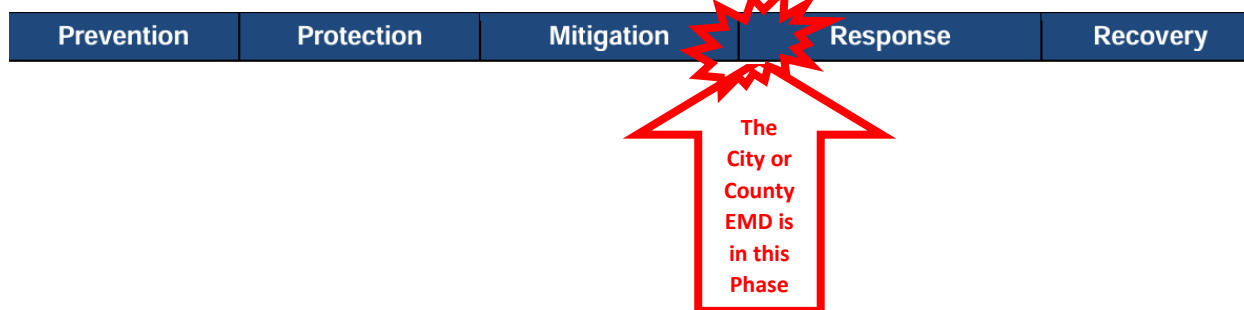 Prevention Protection Mitigation Response Recovery
The
City or
County
EMD is
in this
Phase